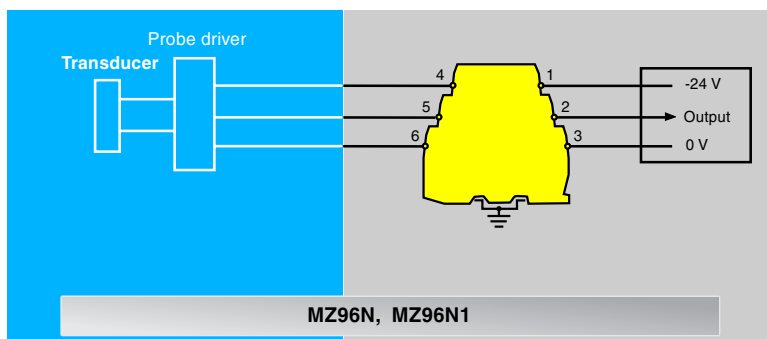 Probe driver
Transducer
4
1
-24 V
5
2
Output
6
3
0 V
MZ96N, MZ96N1